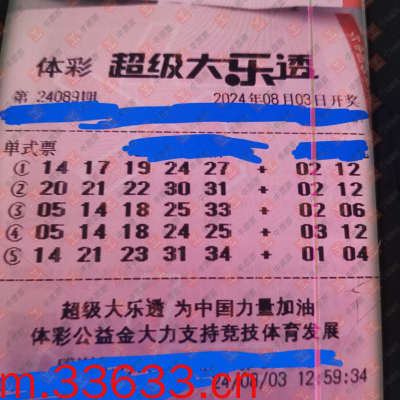 体彩 超级大乐透
第 24089期 2024年08月03日开奖
单式票
① 14 17 19 24 27 + 02 12
② 20 21 22 30 31 + 02 12
③ 05 14 18 25 33 + 02 06
④ 05 14 18 24 25 + 03 12
⑤ 14 21 23 31 34 + 01 04
超级大乐透 为中国力量加油
体彩公益金大力支持竞技体育发展
24/08/03 12:59:34
m.33633.cn